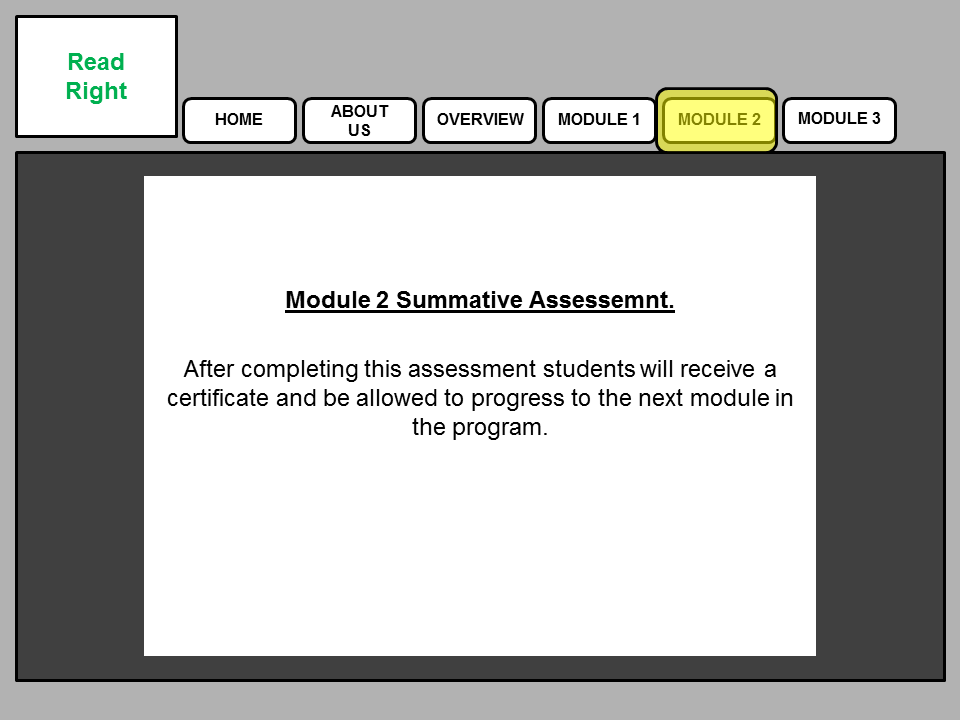 Read
Right
HOME
ABOUT
US
OVERVIEW
MODULE 1
MODULE 2
MODULE 3
Module 2 Summative Assessemnt.
After completing this assessment students will receive a
certificate and be allowed to progress to the next module in
the program.